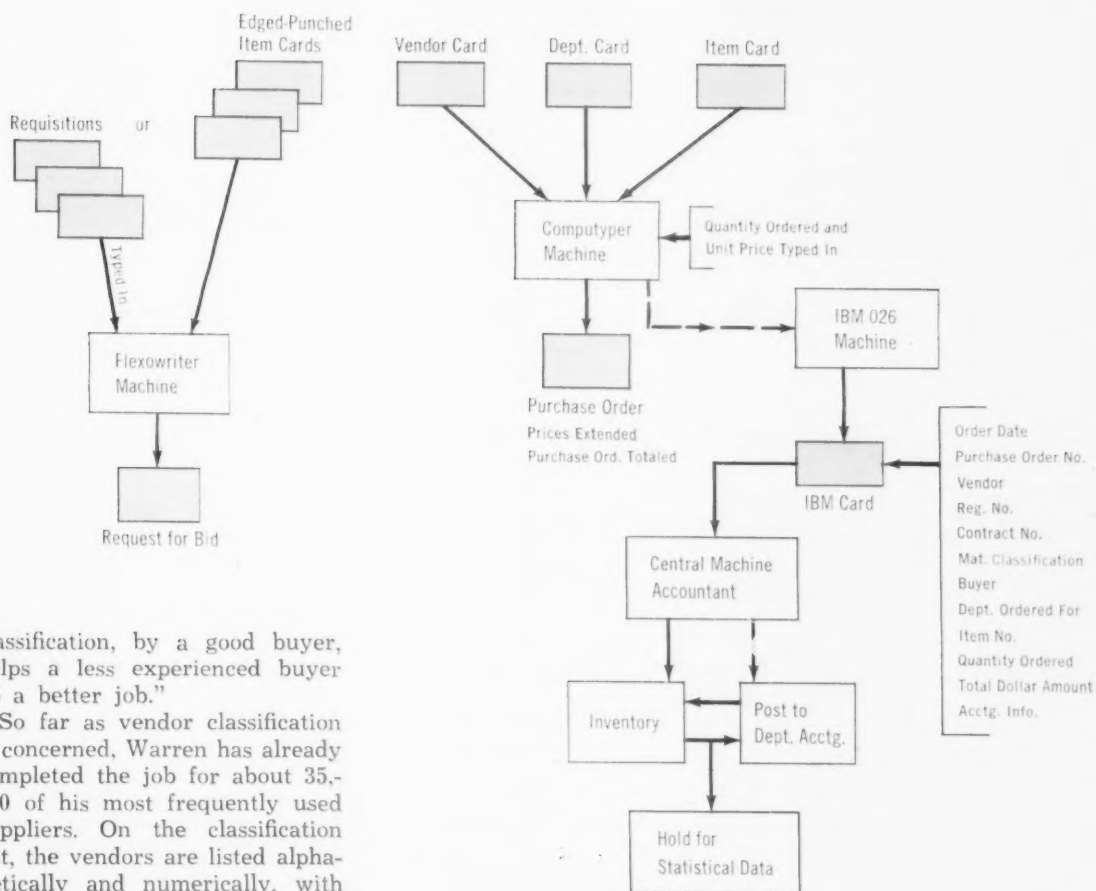 Edged-Punched
Item Cards
Requisitions or
Typed In
Flexowriter
Machine
Request for Bid
Vendor Card
Dept. Card
Item Card
Computyper
Machine
Quantity Ordered and
Unit Price Typed In
Purchase Order
Prices Extended
Purchase Ord. Totaled
IBM 026
Machine
IBM Card
Order Date
Purchase Order No.
Vendor
Reg. No.
Contract No.
Mat. Classification
Buyer
Dept. Ordered For
Item No.
Quantity Ordered
Total Dollar Amount
Acctg. Info.
Central Machine
Accountant
Inventory
Post to
Dept. Acctg.
Hold for
Statistical Data
assification, by a good buyer,
lps a less experienced buyer
a better job."
So far as vendor classification
concerned, Warren has already
mpleted the job for about 35,-
0 of his most frequently used
ppliers. On the classification
t, the vendors are listed alpha-
etically and numerically, with